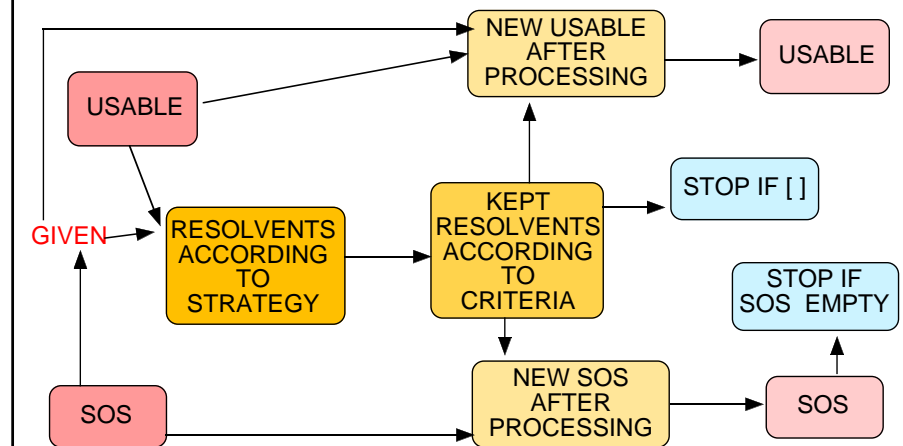 NEW USABLE
AFTER
PROCESSING
USABLE
USABLE
STOP IF [ ]
GIVEN
RESOLVENTS
ACCORDING
TO
STRATEGY
KEPT
RESOLVENTS
ACCORDING
TO
CRITERIA
STOP IF
SOS EMPTY
NEW SOS
AFTER
PROCESSING
SOS
SOS